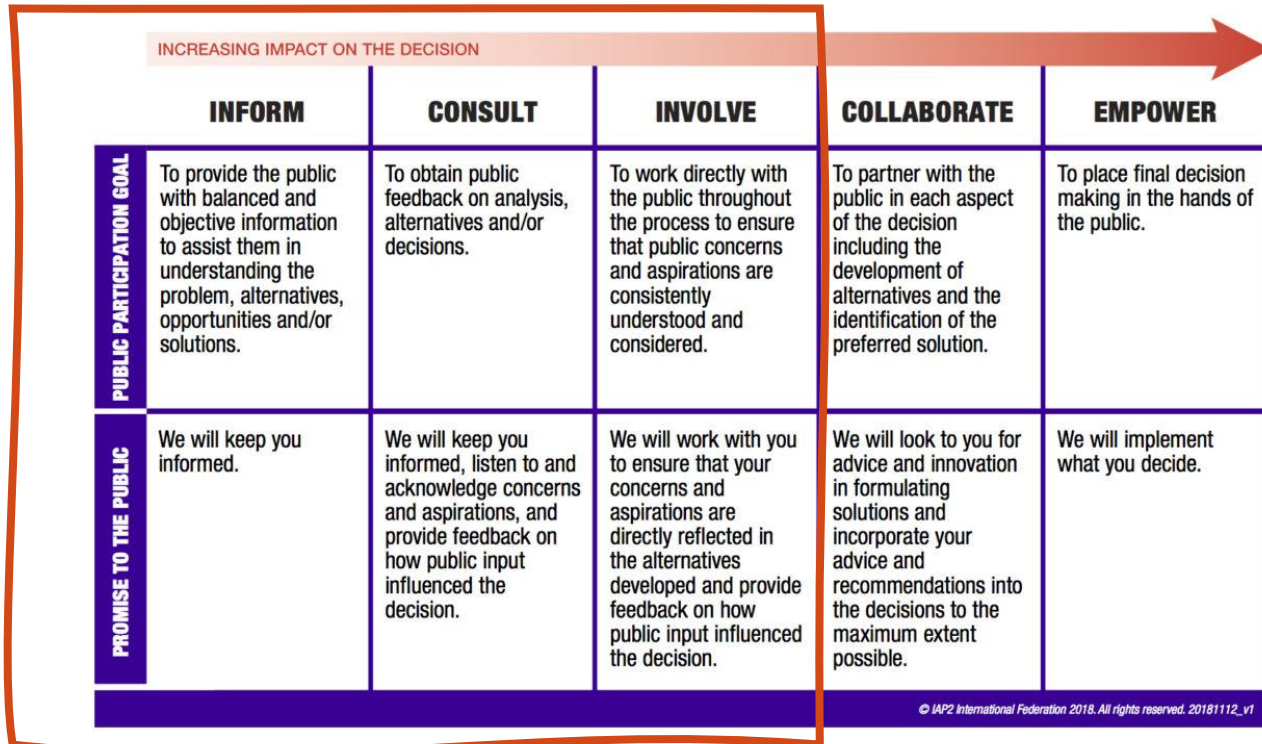 INCREASING IMPACT ON THE DECISION
INFORM
CONSULT
INVOLVE
COLLABORATE
EMPOWER
PUBLIC PARTICIPATION GOAL
To provide the public
with balanced and
objective information
to assist them in
understanding the
problem, alternatives,
opportunities and/or
solutions.
To obtain public
feedback on analysis,
alternatives and/or
decisions.
To work directly with
the public throughout
the process to ensure
that public concerns
and aspirations are
consistently
understood and
considered.
To partner with the
public in each aspect
of the decision
including the
development of
alternatives and the
identification of the
preferred solution.
To place final decision
making in the hands of
the public.
PROMISE TO THE PUBLIC
We will keep you
informed.
We will keep you
informed, listen to and
acknowledge concerns
and aspirations, and
provide feedback on
how public input
influenced the
decision.
We will work with you
to ensure that your
concerns and
aspirations are
directly reflected in
the alternatives
developed and provide
feedback on how
public input influenced
the decision.
We will look to you for
advice and innovation
in formulating
solutions and
incorporate your
advice and
recommendations into
the decisions to the
maximum extent
possible.
We will implement
what you decide.
© IAP2 International Federation 2018. All rights reserved. 20181112_v1